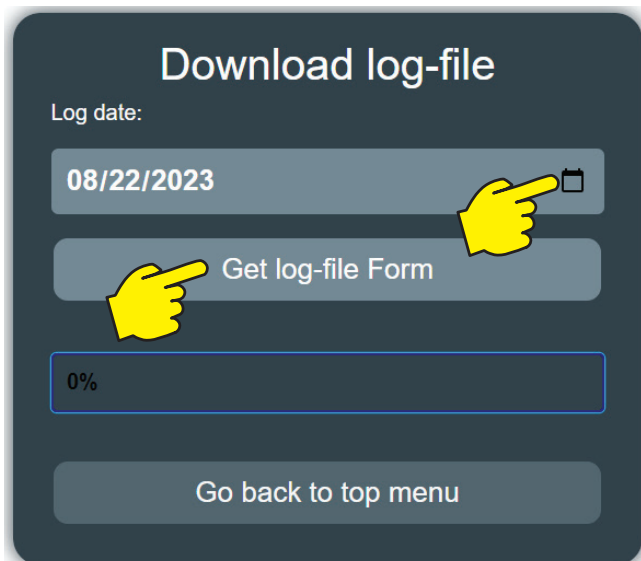 Download log-file
Log date:
08/22/2023
Get log-file Form
0%
Go back to top menu